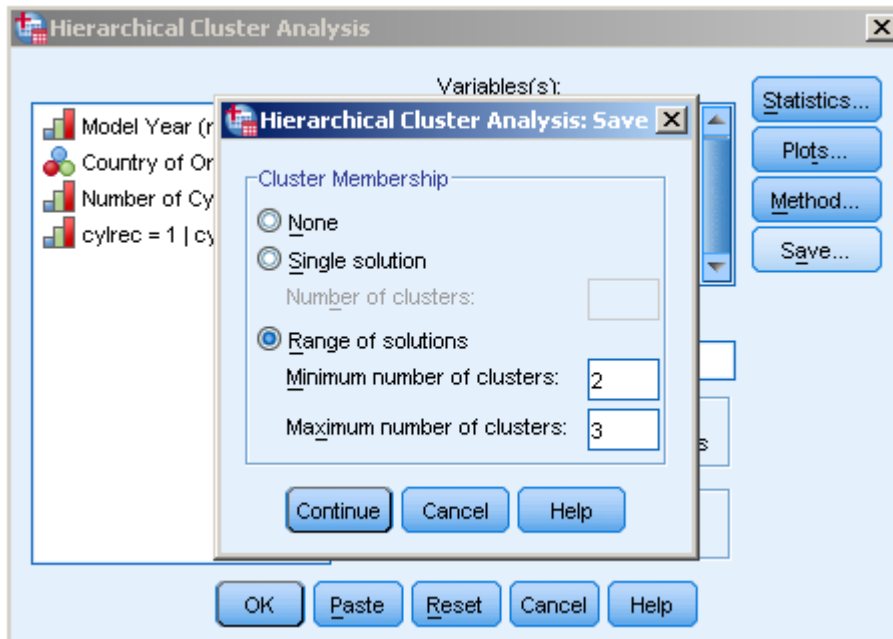 Hierarchical Cluster Analysis
Variables(s):
Model Year (
Country of Or
Number of Cy
cylrec = 1 | cy
Statistics...
Plots...
Method...
Save...
Hierarchical Cluster Analysis: Save
Cluster Membership
None
Single solution
Number of clusters:
Range of solutions
Minimum number of clusters: 2
Maximum number of clusters: 3
s
Continue Cancel Help
OK Paste Reset Cancel Help